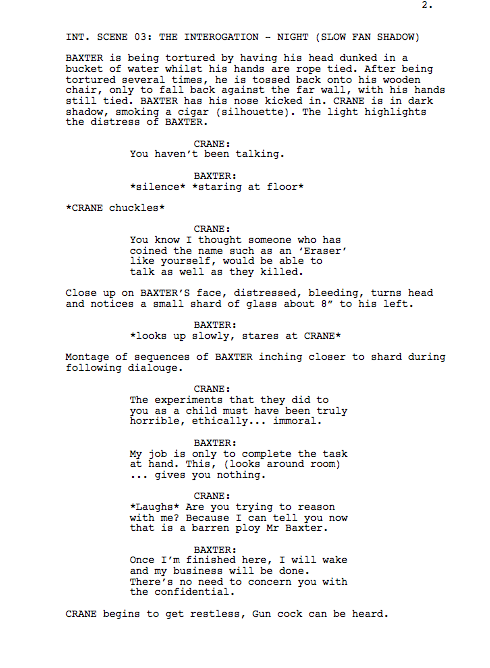 2.
INT. SCENE 03: THE INTEROGATION – NIGHT (SLOW FAN SHADOW)
BAXTER is being tortured by having his head dunked in a
bucket of water whilst his hands are rope tied. After being
tortured several times, he is tossed back onto his wooden
chair, only to fall back against the far wall, with his hands
still tied. BAXTER has his nose kicked in. CRANE is in dark
shadow, smoking a cigar (silhouette). The light highlights
the distress of BAXTER.
CRANE:
You haven't been talking.
BAXTER:
*silence* *staring at floor*
*CRANE chuckles*
CRANE:
You know I thought someone who has
coined the name such as an 'Eraser'
like yourself, would be able to
talk as well as they killed.
Close up on BAXTER'S face, distressed, bleeding, turns head
and notices a small shard of glass about 8” to his left.
BAXTER:
*looks up slowly, stares at CRANE*
Montage of sequences of BAXTER inching closer to shard during
following dialouge.
CRANE:
The experiments that they did to
you as a child must have been truly
horrible, ethically... immoral.
BAXTER:
My job is only to complete the task
at hand. This, (looks around room)
... gives you nothing.
CRANE:
*Laughs* Are you trying to reason
with me? Because I can tell you now
that is a barren ploy Mr Baxter.
BAXTER:
Once I'm finished here, I will wake
and my business will be done.
There's no need to concern you with
the confidential.
CRANE begins to get restless, Gun cock can be heard.